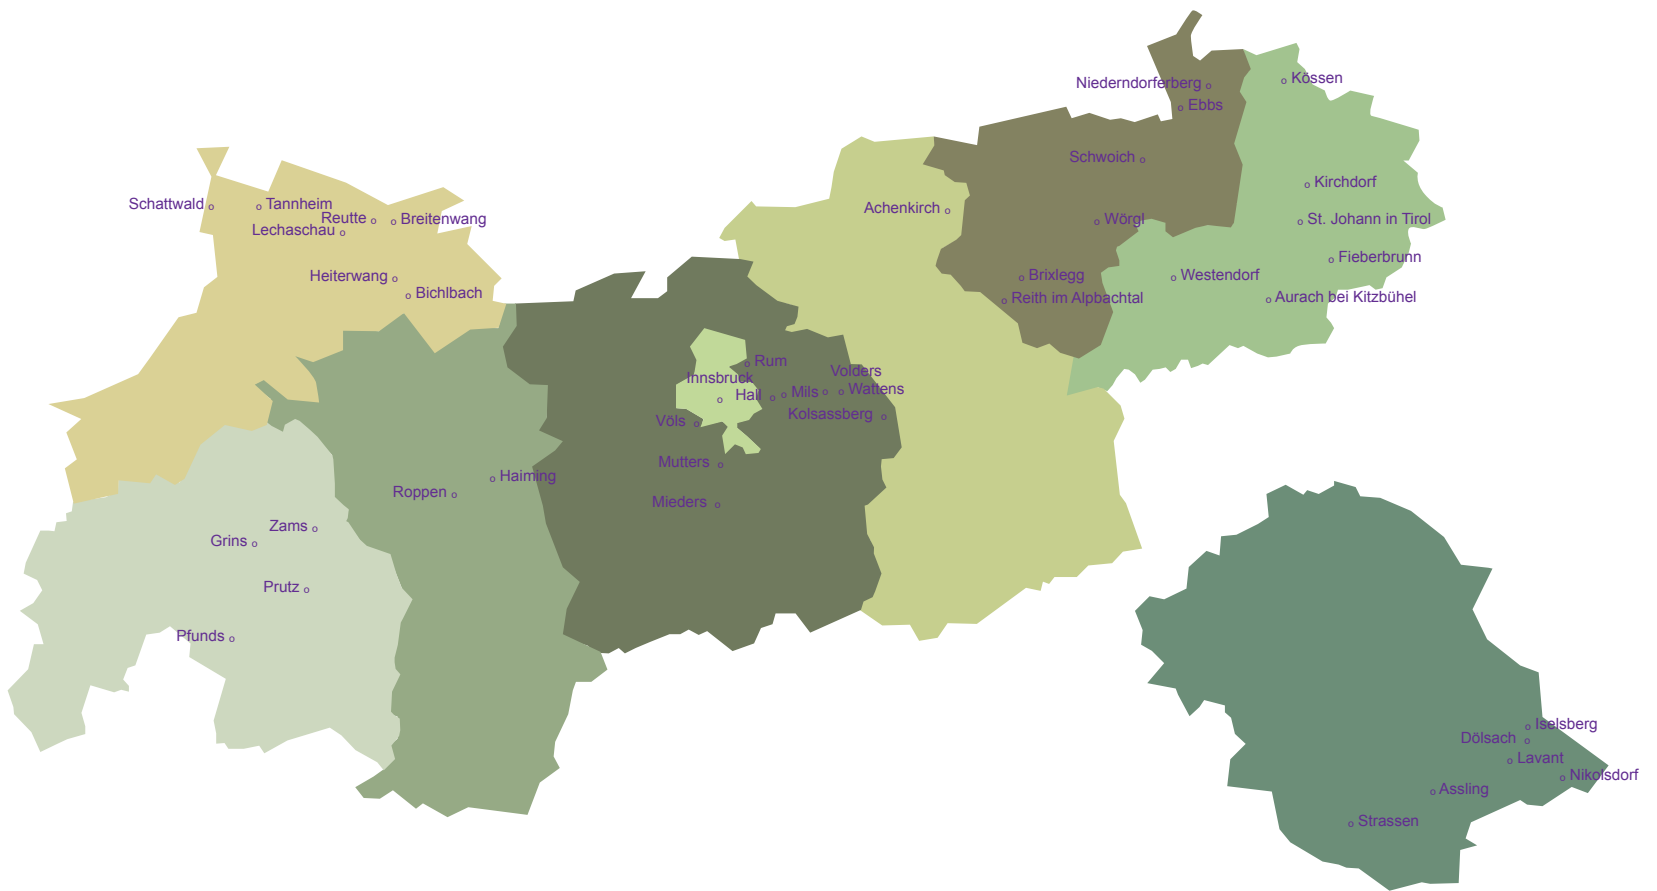 Kössen
Niederndorferberg
Ebbs
Schwoich
Kirchdorf
Schattwald
Tannheim
Reutte
Breitenwang
Lechaschau
Achenkirch
Wörgl
St. Johann in Tirol
Fieberbrunn
Heiterwang
Bichlbach
Brixlegg
Westendorf
Reith im Alpbachtal
Aurach bei Kitzbühel
Rum
Innsbruck
Volders
Hall
Mils
Wattens
Völs
Kolsassberg
Mutters
Haiming
Roppen
Mieders
Zams
Grins
Prutz
Pfunds
Iselsberg
Dölsach
Lavant
Nikolsdorf
Assling
Strassen